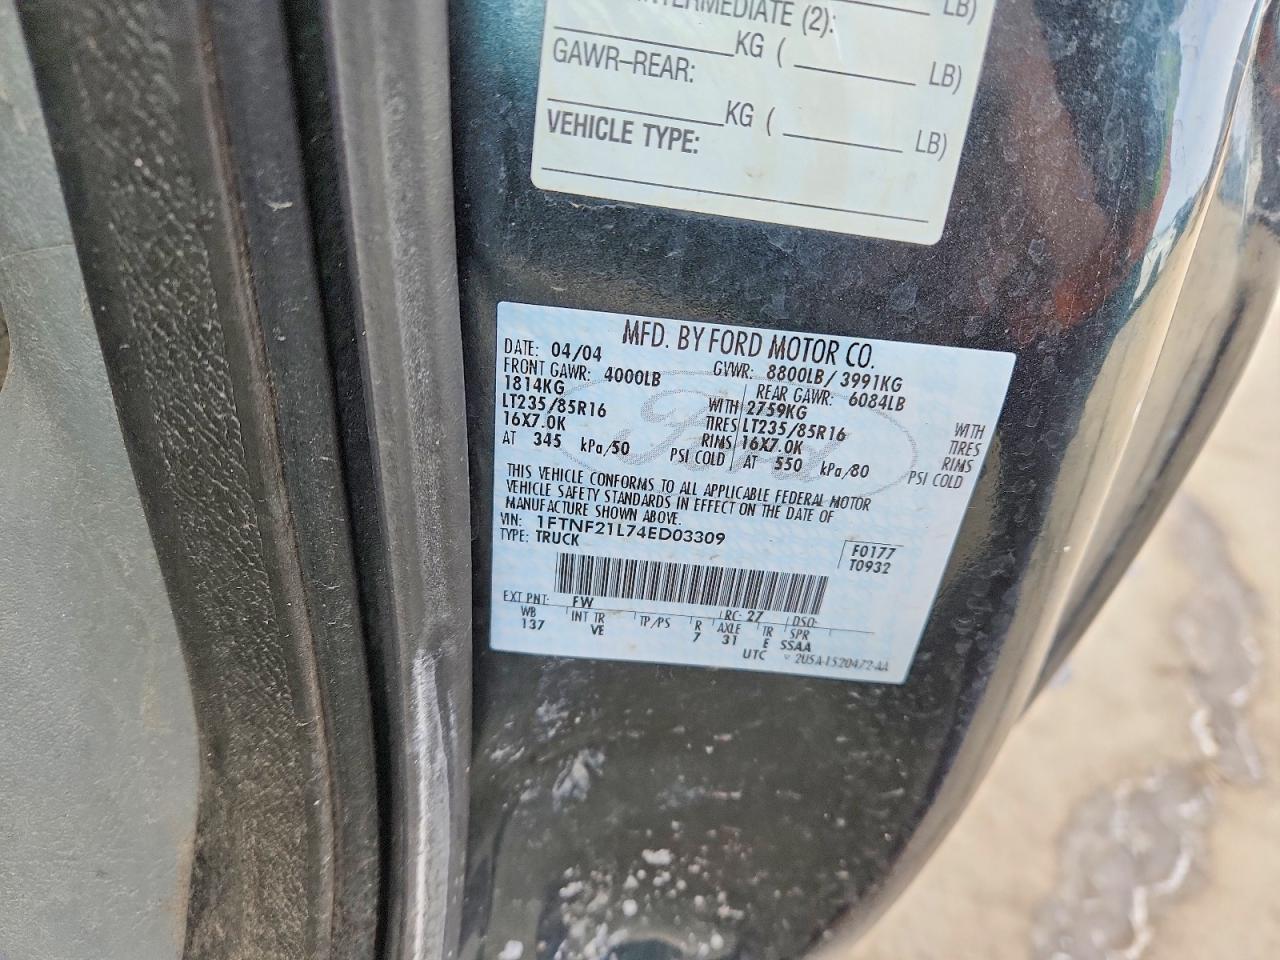 LB)
INTERMEDIATE (2):
KG ( LB)
GAWR–REAR:
KG ( LB)
VEHICLE TYPE:
MFD. BY FORD MOTOR CO.
DATE: 04/04 GVWR: 8800LB/ 3991KG
FRONT GAWR: 4000LB REAR GAWR: 6084LB
1814KG WITH 2759KG WITH
LT235/85R16 TIRES LT235/85R16 TIRES
16X7.0K RIMS 16X7.0K RIMS
AT 345 kPa/50 PSI COLD AT 550 kPa/80 PSI COLD
THIS VEHICLE CONFORMS TO ALL APPLICABLE FEDERAL MOTOR
VEHICLE SAFETY STANDARDS IN EFFECT ON THE DATE OF
MANUFACTURE SHOWN ABOVE.
VIN: 1FTNF21L74ED03309
TYPE: TRUCK
F0177
T0932
EXT PNT: FW RC: 27 DSO:
WB INT TR TP/PS R AXLE TR SPR
137 VE 7 31 E SSAA
UTC 2U5A-1520472-AA
Ford